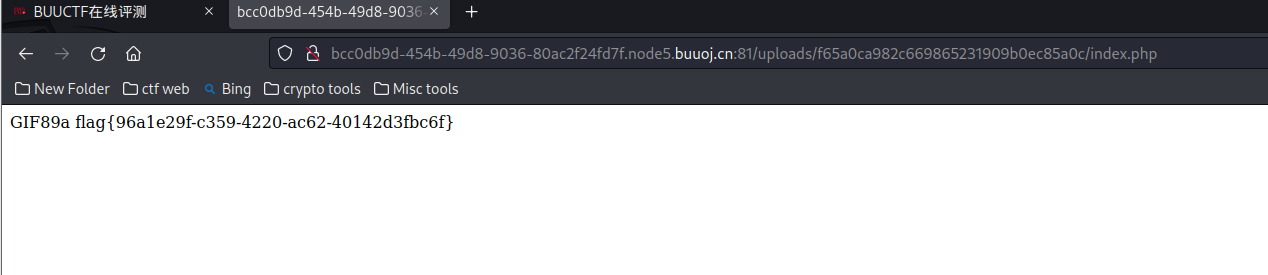 BUUCTF在线评测
bcc0db9d-454b-49d8-9036-
bcc0db9d-454b-49d8-9036-80ac2f24fd7f.node5.buuoj.cn:81/uploads/f65a0ca982c669865231909b0ec85a0c/index.php
New Folder ctf web Bing crypto tools Misc tools
GIF89a flag{96a1e29f-c359-4220-ac62-40142d3fbc6f}